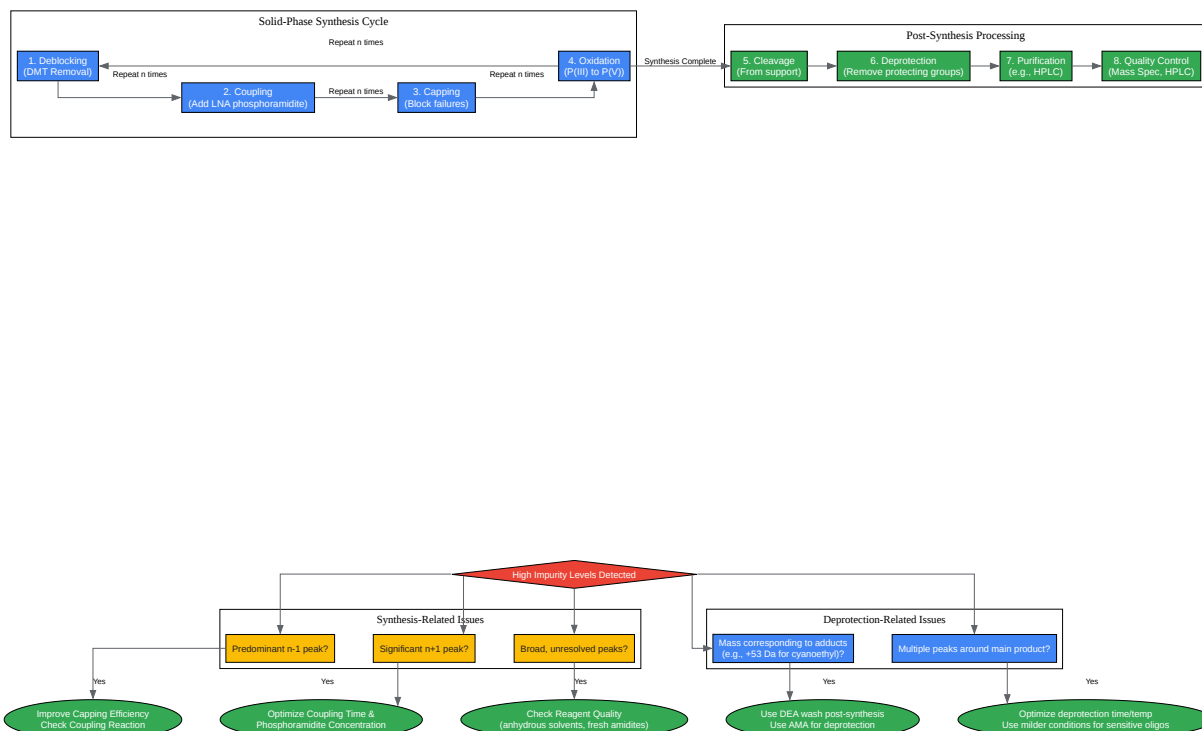 Solid-Phase Synthesis Cycle
Post-Synthesis Processing
Repeat n times
1. Deblocking
(DMT Removal)
4. Oxidation
(P(III) to P(V))
Synthesis Complete
5. Cleavage
(From support)
6. Deprotection
(Remove protecting groups)
7. Purification
(e.g., HPLC)
8. Quality Control
(Mass Spec, HPLC)
Repeat n times
Repeat n times
2. Coupling
(Add LNA phosphoramidite)
Repeat n times
3. Capping
(Block failures)
High Impurity Levels Detected
Synthesis-Related Issues
Deprotection-Related Issues
Predominant n-1 peak?
Significant n+1 peak?
Broad, unresolved peaks?
Mass corresponding to adducts
(e.g., +53 Da for cyanoethyl)?
Multiple peaks around main product?
Yes
Yes
Yes
Yes
Yes
Improve Capping Efficiency
Check Coupling Reaction
Optimize Coupling Time &
Phosphoramidite Concentration
Check Reagent Quality
(anhydrous solvents, fresh amidites)
Use DEA wash post-synthesis
Use AMA for deprotection
Optimize deprotection time/temp
Use milder conditions for sensitive oligos